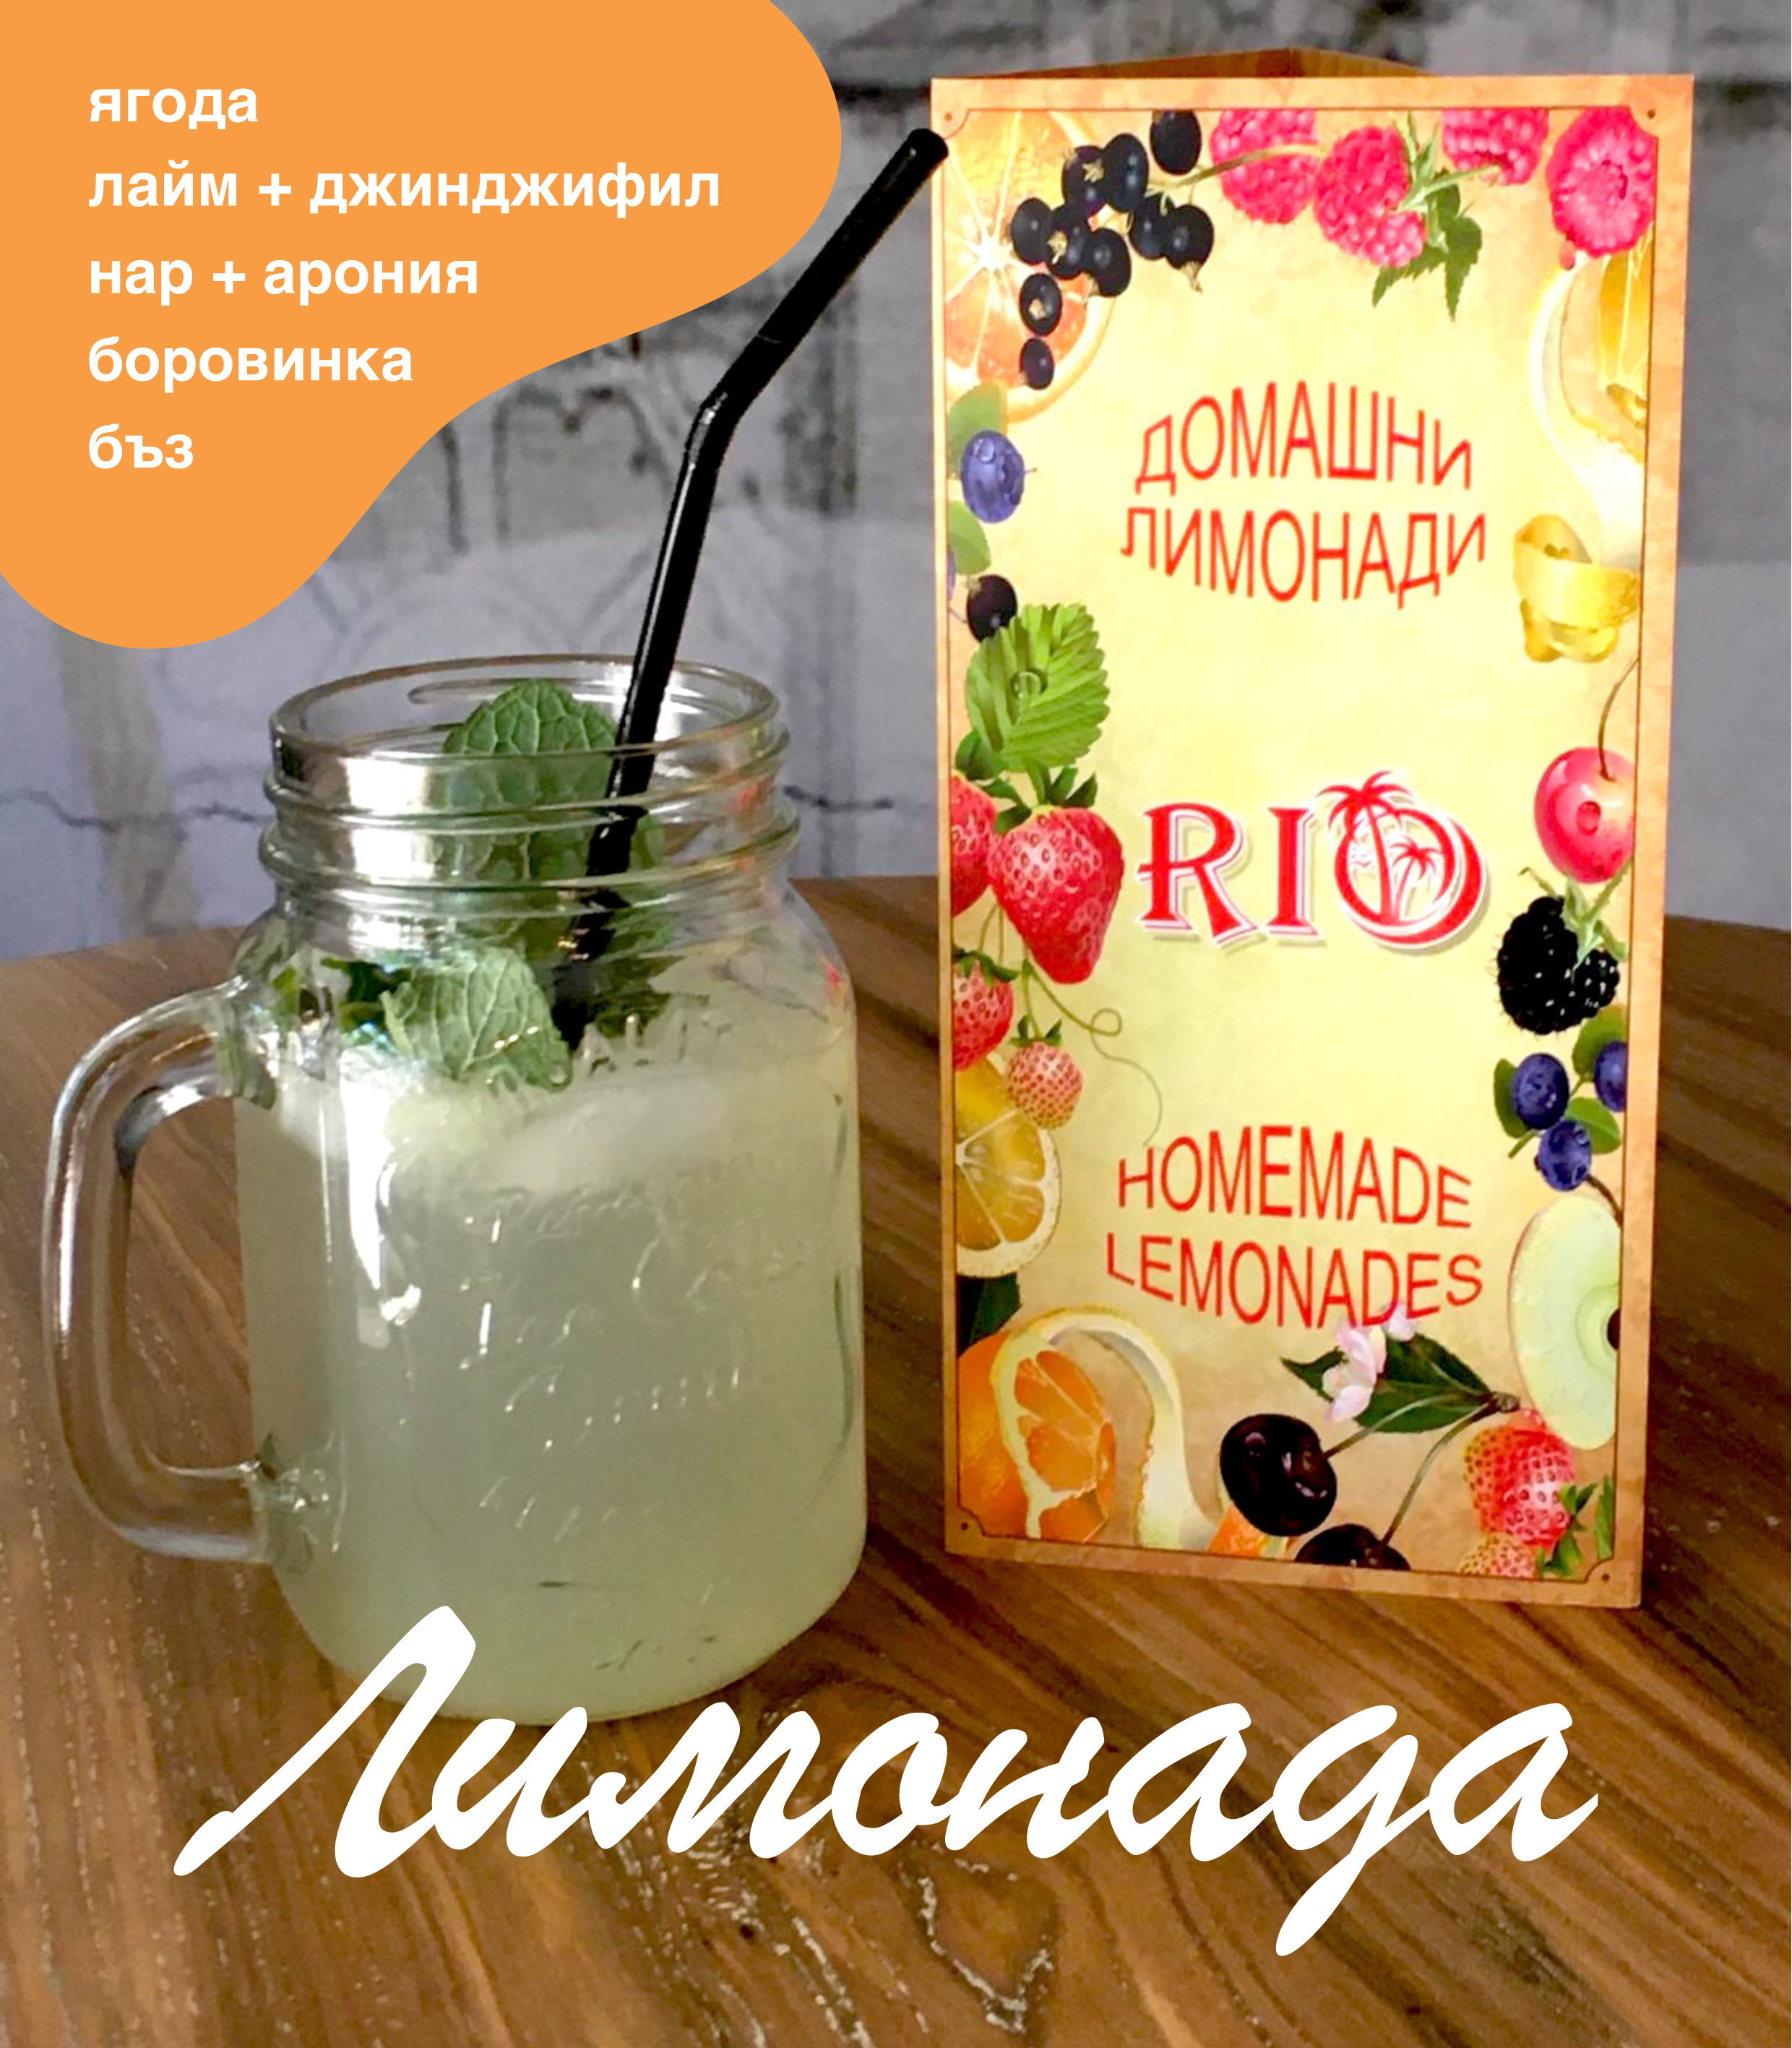 ягода
лайм + джинджифил
нар + арония
боровинка
бъз
ДОМАШНИ
ЛИМОНАДИ
RIO
HOMEMADE
LEMONADES
Лимонада